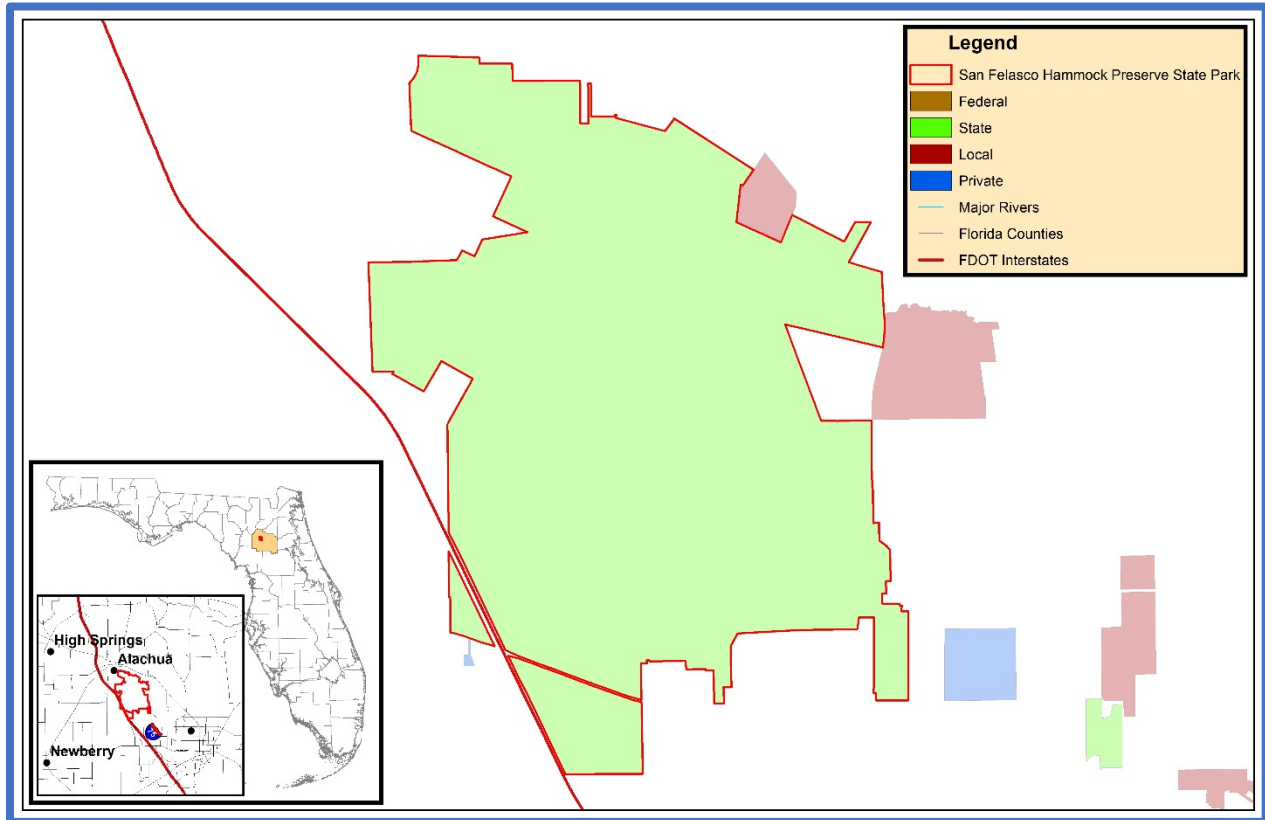 Legend
San Felasco Hammock Preserve State Park
Federal
State
Local
Private
Major Rivers
Florida Counties
FDOT Interstates
High Springs
Alachua
Newberry